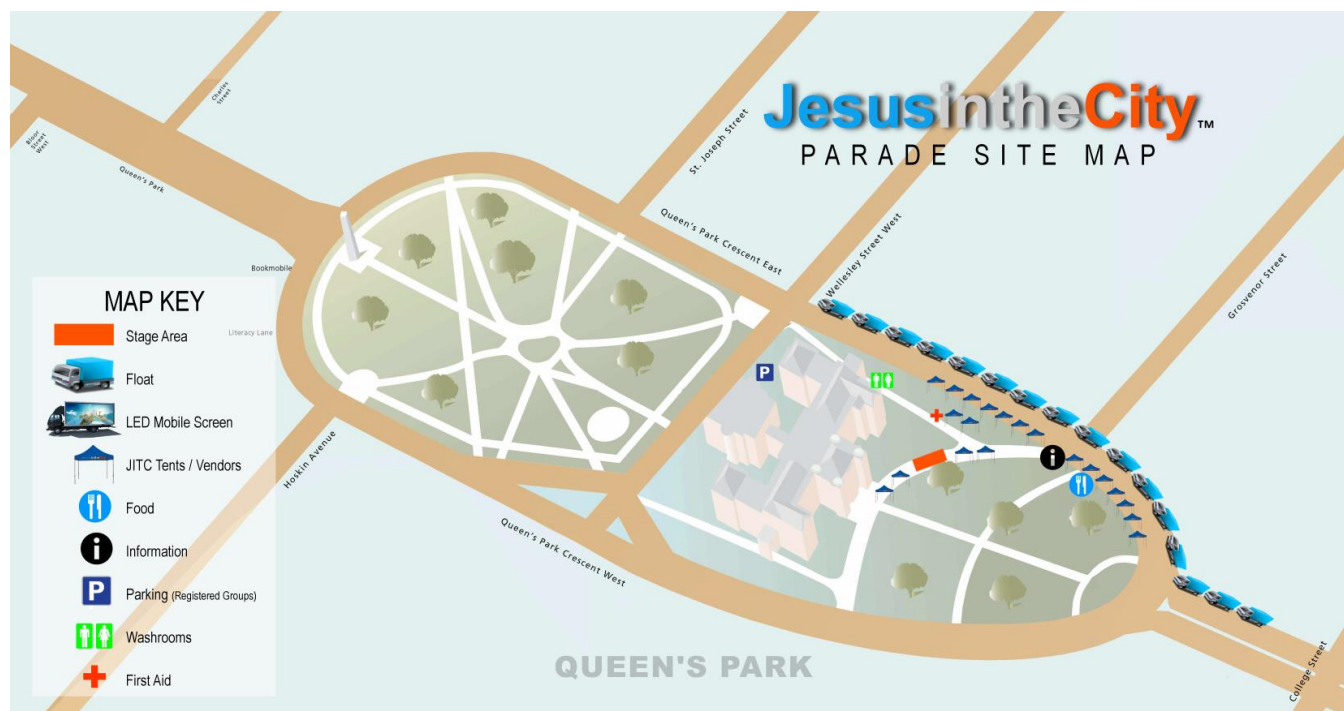 JesusintheCity™
PARADE SITE MAP
Charles
Street
Bloor
Street
West
Queen's Park
St. Joseph Street
Queen's Park Crescent East
Wellesley Street West
Grosvenor Street
Bookmobile
Literacy Lane
Hoskin Avenue
Queen's Park Crescent West
College Street
QUEEN'S PARK
P
i
MAP KEY
Stage Area
Float
LED Mobile Screen
JITC Tents / Vendors
Food
i
Information
P
Parking (Registered Groups)
Washrooms
First Aid